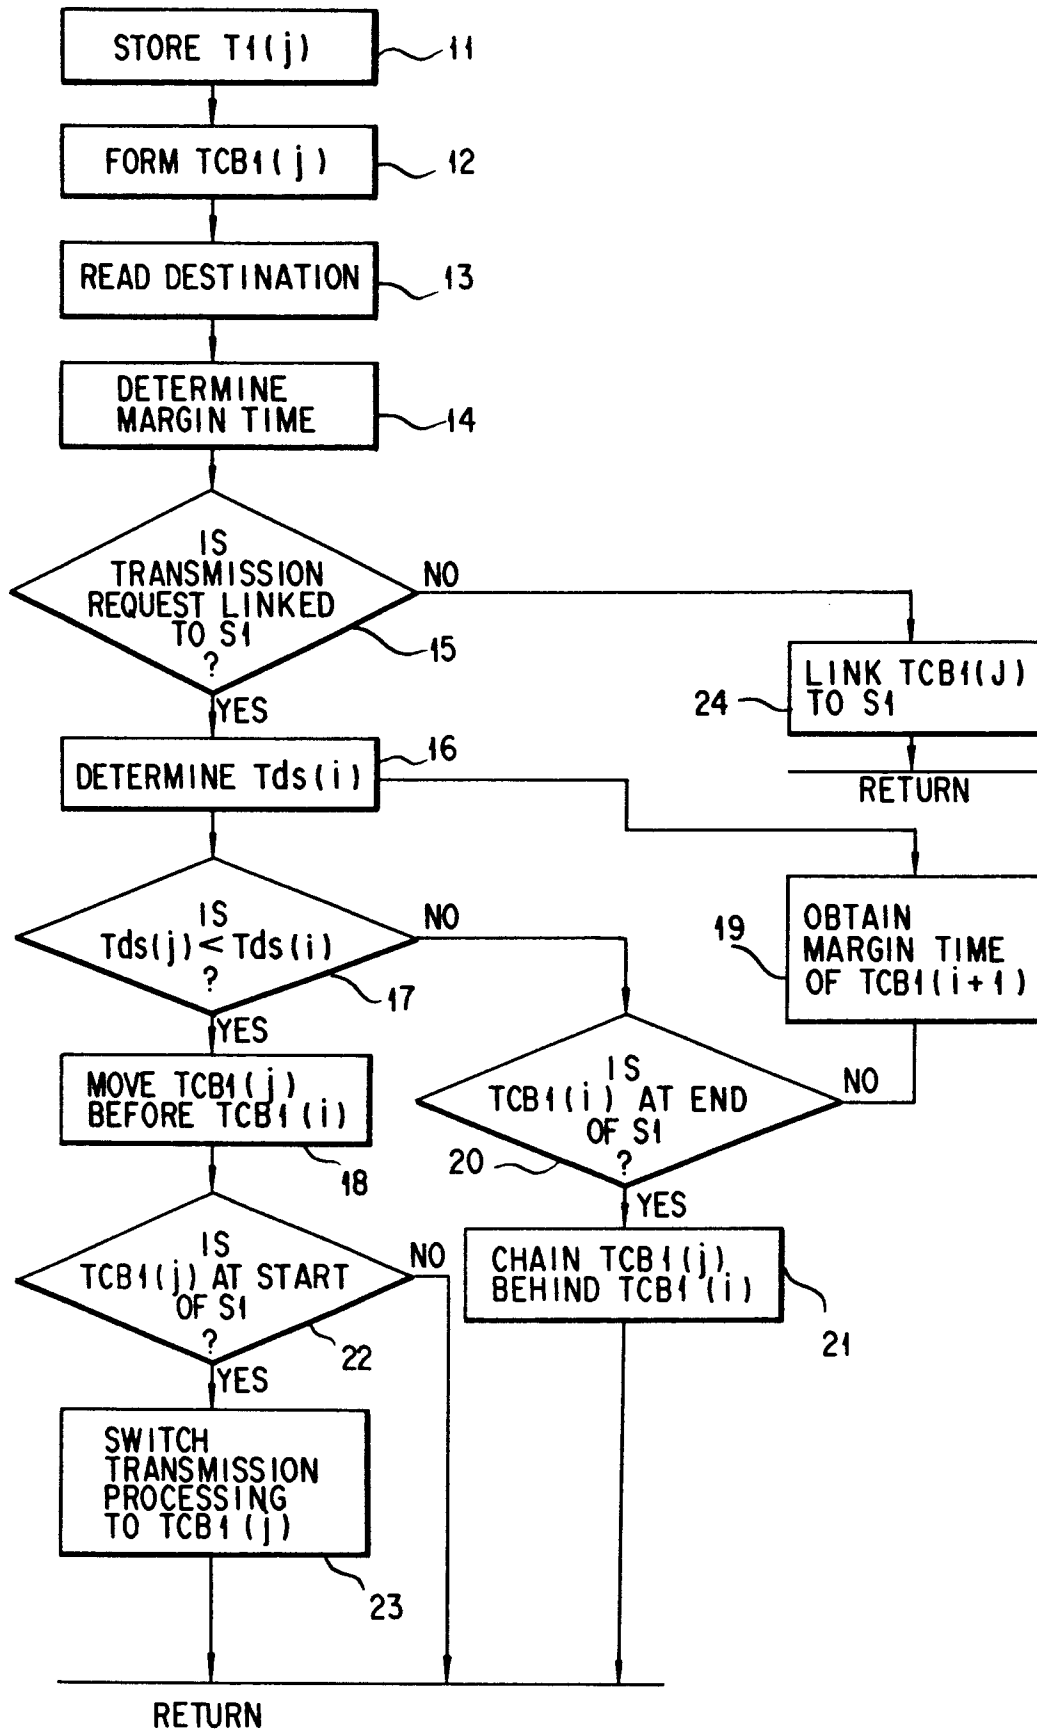 STORE T1(j)
11
FORM TCB1(j)
12
READ DESTINATION
13
DETERMINE
MARGIN TIME
14
IS
TRANSMISSION
REQUEST LINKED
TO S1
?
15
NO
YES
LINK TCB1(J)
TO S1
24
RETURN
DETERMINE Tds(i)
16
IS
Tds(j) < Tds(i)
?
17
NO
YES
OBTAIN
MARGIN TIME
OF TCB1(i+1)
19
MOVE TCB1(j)
BEFORE TCB1(i)
18
IS
TCB1(i) AT END
OF S1
?
20
NO
YES
IS
TCB1(j) AT START
OF S1
?
22
NO
YES
CHAIN TCB1(j)
BEHIND TCB1(i)
21
SWITCH
TRANSMISSION
PROCESSING
TO TCB1(j)
23
RETURN